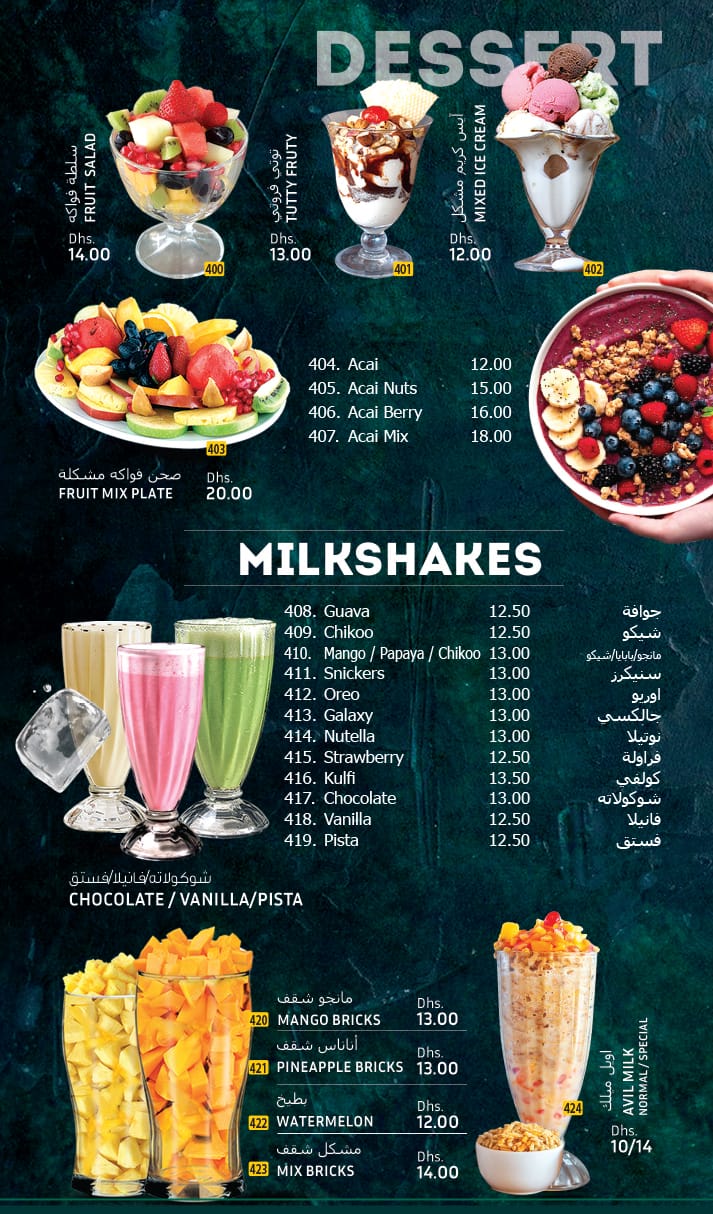 DESSERT
سلطة فواكه
FRUIT SALAD
Dhs.
14.00
400
توتي فروتي
TUTTY FRUTY
Dhs.
13.00
401
آيس كريم مشكل
MIXED ICE CREAM
Dhs.
12.00
402
403
صحن فواكه مشكلة
FRUIT MIX PLATE
Dhs.
20.00
404. Acai 12.00
405. Acai Nuts 15.00
406. Acai Berry 16.00
407. Acai Mix 18.00
MILKSHAKES
408. Guava 12.50 جوافة
409. Chikoo 12.50 شيكو
410. Mango / Papaya / Chikoo 13.00 مانجو/بابايا/شيكو
411. Snickers 13.00 سنيكرز
412. Oreo 13.00 اوريو
413. Galaxy 13.00 جالكسي
414. Nutella 13.00 نوتيلا
415. Strawberry 12.50 فراولة
416. Kulfi 13.50 كولفي
417. Chocolate 13.00 شوكولاته
418. Vanilla 12.50 فانيلا
419. Pista 12.50 فستق
شوكولاته/فانيلا/فستق
CHOCOLATE / VANILLA/PISTA
مانجو شقف
420 MANGO BRICKS
Dhs.
13.00
أناناس شقف
421 PINEAPPLE BRICKS
Dhs.
13.00
بطيخ
422 WATERMELON
Dhs.
12.00
مشكل شقف
423 MIX BRICKS
Dhs.
14.00
424
اويل ميلك
AVIL MILK
NORMAL / SPECIAL
Dhs.
10/14